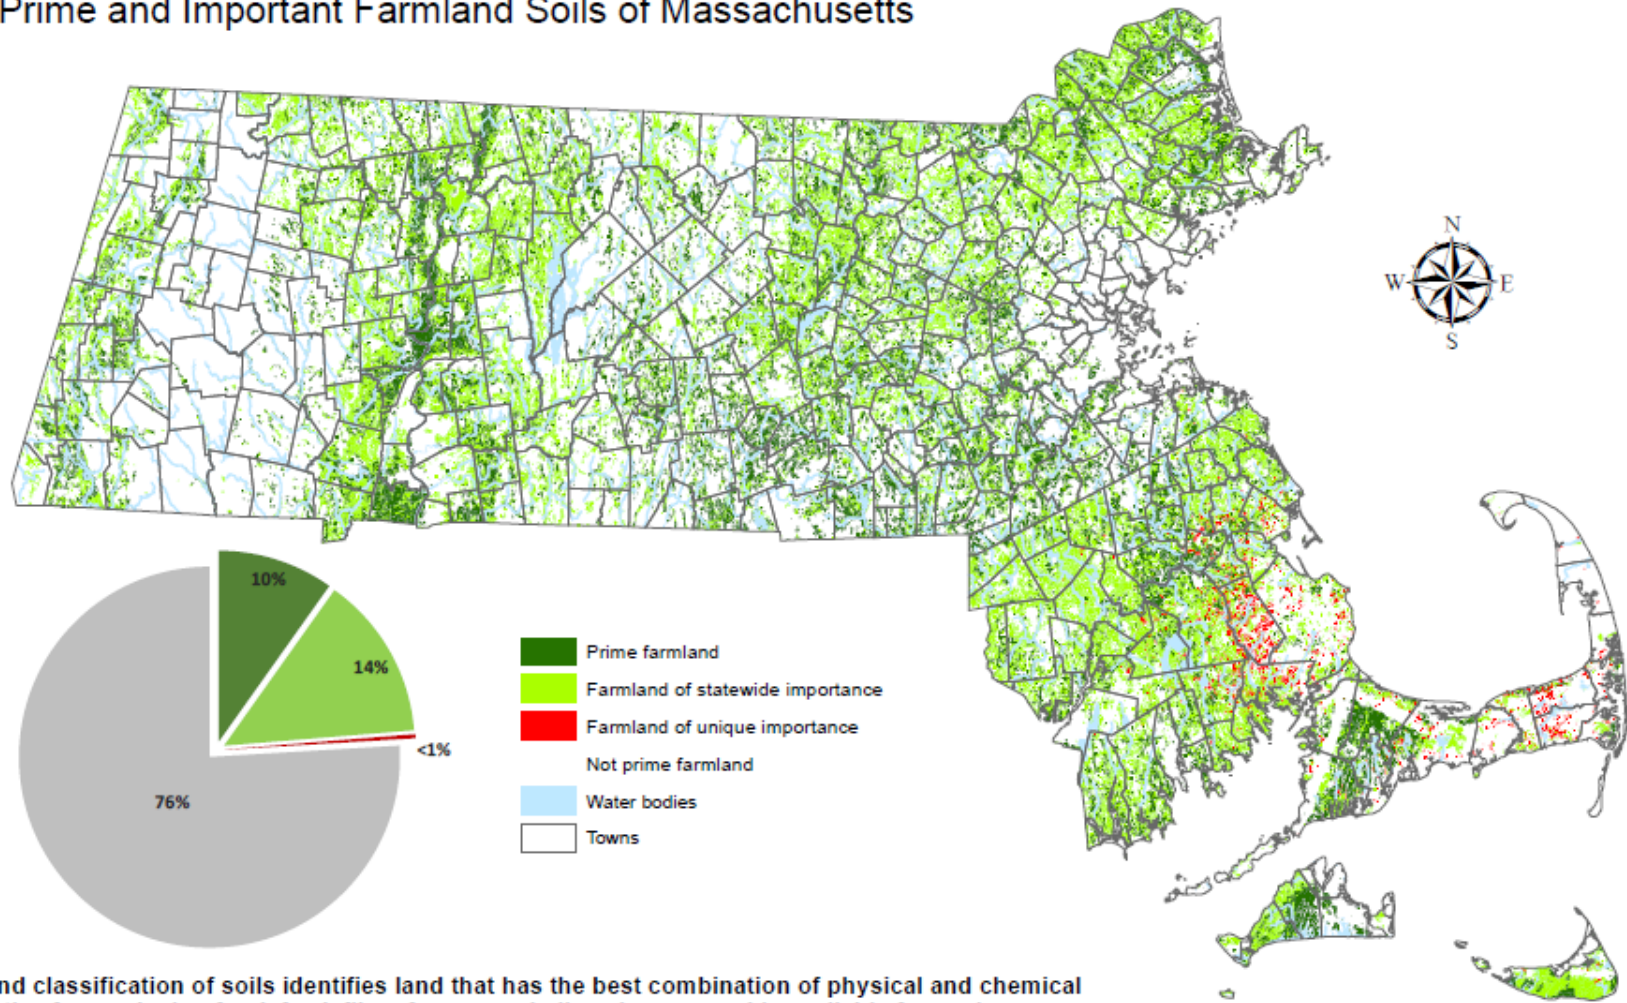 Prime and Important Farmland Soils of Massachusetts
N
W
E
S
10%
14%
<1%
76%
Prime farmland
Farmland of statewide importance
Farmland of unique importance
Not prime farmland
Water bodies
Towns
classification of soils identifies land that has the best combination of physical and chemical